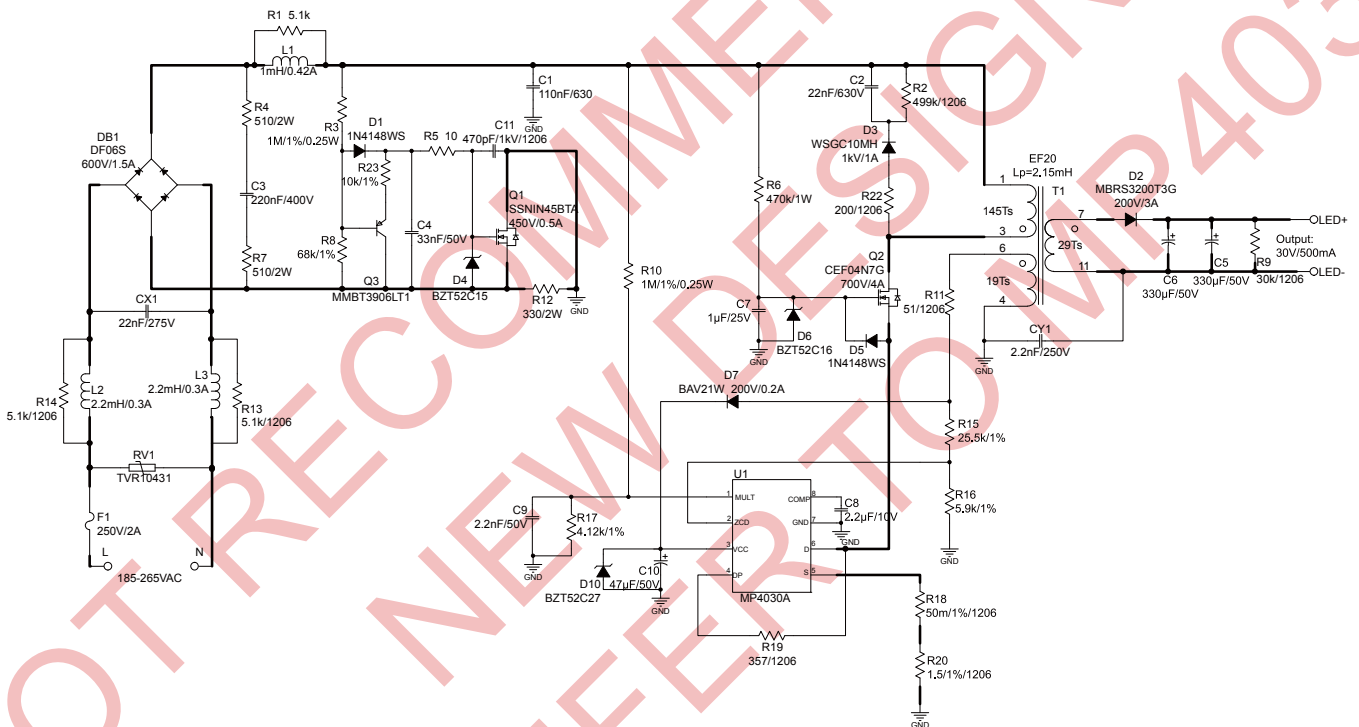 NOT RECOMMEN
NEW DESIGN
REFER TO MP403
R1 5.1k
L1
1mH/0.42A
R4
510/2W
R3
1M/1%/0.25W
C1
110nF/630
GND
C2
22nF/630V
R2
499k/1206
DB1
DF06S
600V/1.5A
D1
1N4148WS
R5 10
C11
470pF/1kV/1206
D3
WSGC10MH
1kV/1A
EF20
Lp=2.15mH
T1
R23
10k/1%
C3
220nF/400V
Q1
SSNIN45BTA
450V/0.5A
R6
470k/1W
R22
200/1206
1
145Ts
3
6
19Ts
4
7
29Ts
11
D2
MBRS3200T3G
200V/3A
LED+
Output:
30V/500mA
LED-
C6
330µF/50V
C5
330µF/50V
R9
30k/1206
C4
33nF/50V
R8
68k/1%
R7
510/2W
Q3
MMBT3906LT1
D4
BZT52C15
R12
330/2W
GND
R10
1M/1%/0.25W
Q2
CEF04N7G
700V/4A
R11
51/1206
C7
1µF/25V
GND
D6
BZT52C16
D5
1N4148WS
GND
CY1
2.2nF/250V
CX1
22nF/275V
L2
2.2mH/0.3A
L3
2.2mH/0.3A
R14
5.1k/1206
R13
5.1k/1206
D7
BAV21W 200V/0.2A
R15
25.5k/1%
RV1
TVR10431
F1
250V/2A
L
N
185-265VAC
U1
1
MULT
COMP
8
2
ZCD
GND
7
3
VCC
D
6
4
DP
S
5
MP4030A
C8
2.2µF/10V
GND
R16
5.9k/1%
GND
C9
2.2nF/50V
GND
R17
4.12k/1%
D10
BZT52C27
C10
47µF/50V
GND
R19
357/1206
R18
50m/1%/1206
R20
1.5/1%/1206
GND